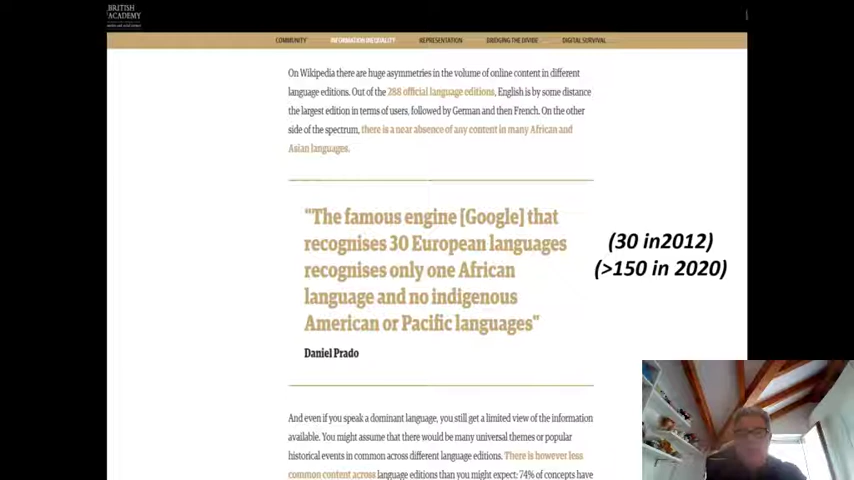 BRITISH
ACADEMY
COMMUNITY INFORMATION INEQUALITY REPRESENTATION BRIDGING THE DIVIDE DIGITAL SURVIVAL
On Wikipedia there are huge asymmetries in the volume of online content in different
language editions. Out of the 288 official language editions, English is by some distance
the largest edition in terms of users, followed by German and then French. On the other
side of the spectrum, there is a near absence of any content in many African and
Asian languages.
"The famous engine [Google] that
recognises 30 European languages
recognises only one African
language and no indigenous
American or Pacific languages"
Daniel Prado
(30 in2012)
(>150 in 2020)
And even if you speak a dominant language, you still get a limited view of the information
available. You might assume that there would be many universal themes or popular
historical events in common across different language editions. There is however less
common content across language editions than you might expect: 74% of concepts have